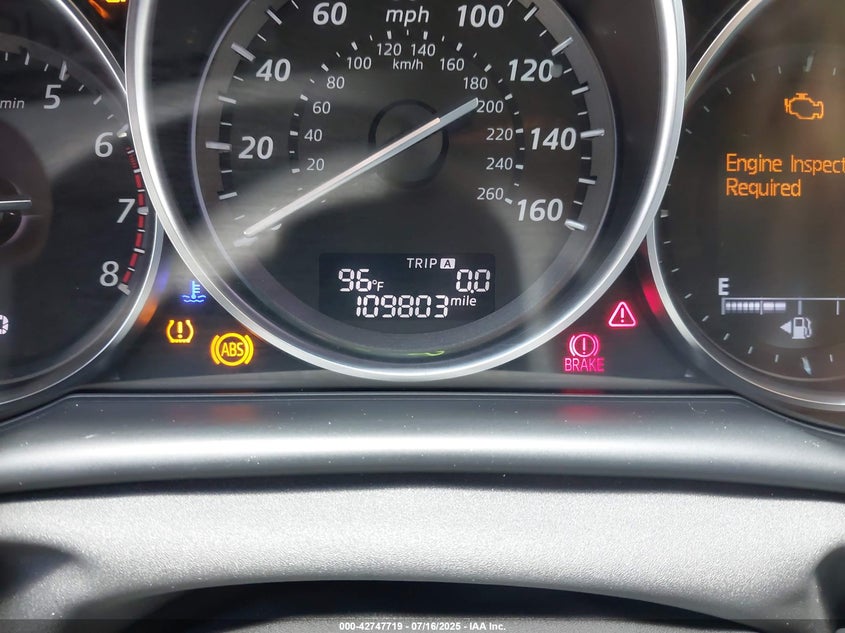 60 mph 100
40 120
20 140
160
80 100 120 140 160 180
km/h
60 200
40 220
20 240
260
min 5
6
7
8
TRIP A
96°F 0.0
109803 mile
ABS
BRAKE
Engine Inspect
Required
E
000-42747719 - 07/16/2025 - IAA Inc.